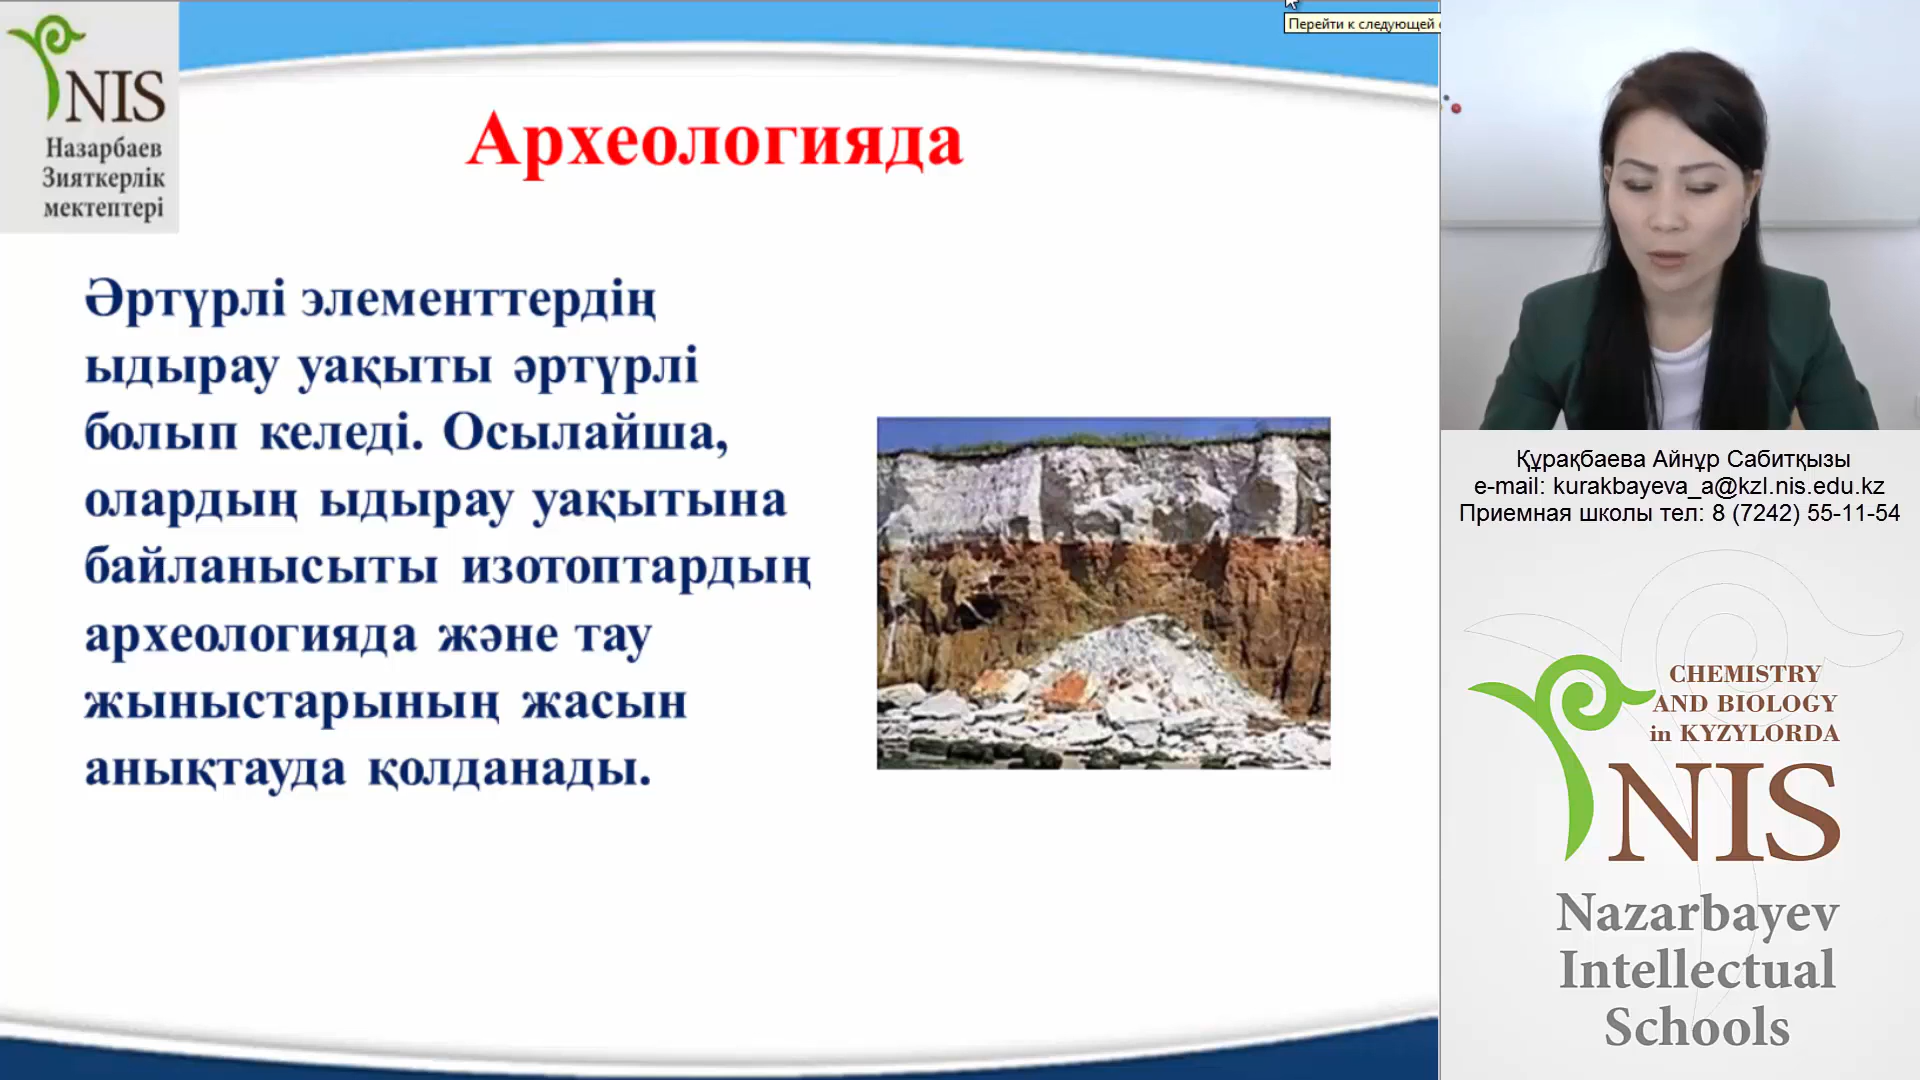 Перейти к следующей
NIS
Назарбаев
Зияткерлік
мектептері
Археологияда
Әртүрлі элементтердің
ыдырау уақыты әртүрлі
болып келеді. Осылайша,
олардың ыдырау уақытына
байланысыты изотоптардың
археологияда және тау
жыныстарының жасын
анықтауда қолданады.
Құрақбаева Айнұр Сабитқызы
e-mail: kurakbayeva_a@kzl.nis.edu.kz
Приемная школы тел: 8 (7242) 55-11-54
CHEMISTRY
AND BIOLOGY
in KYZYLORDA
NIS
Nazarbayev
Intellectual
Schools